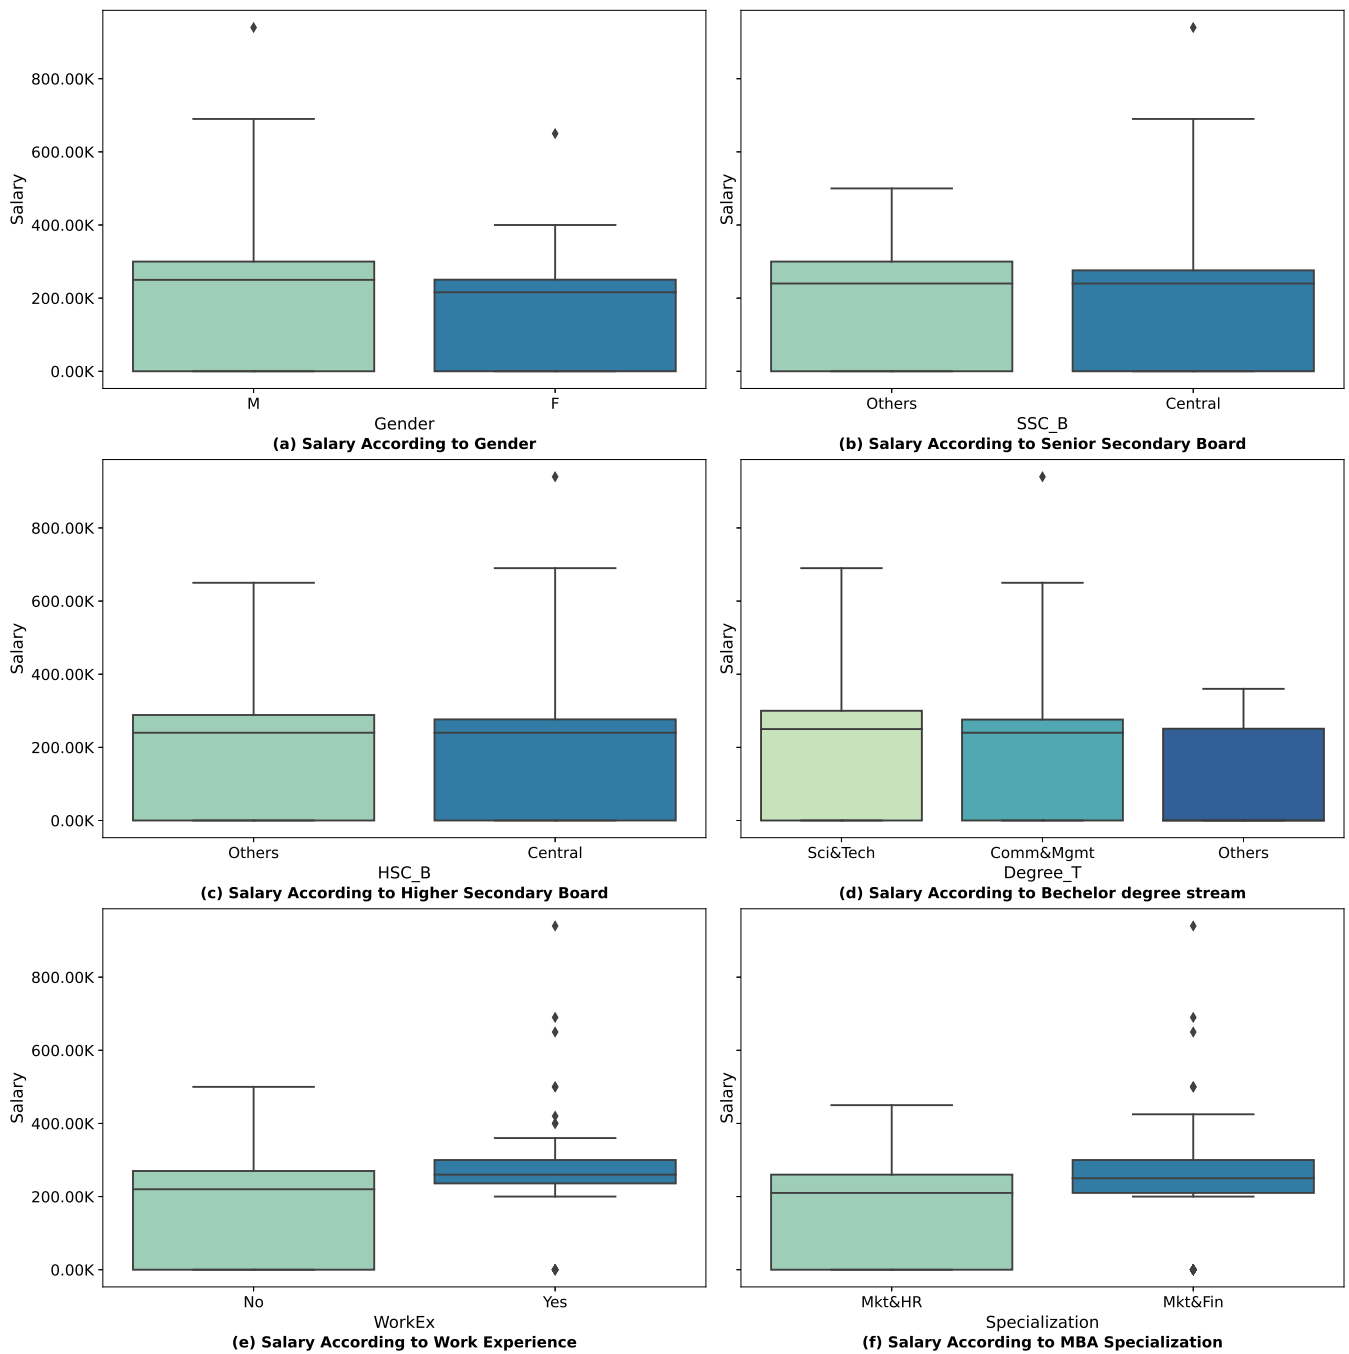 800.00K
600.00K
400.00K
200.00K
0.00K
Salary
M F
Gender
(a) Salary According to Gender
Salary
Others Central
SSC_B
(b) Salary According to Senior Secondary Board
800.00K
600.00K
400.00K
200.00K
0.00K
Salary
Others Central
HSC_B
(c) Salary According to Higher Secondary Board
Salary
Sci&Tech Comm&Mgmt Others
Degree_T
(d) Salary According to Bechelor degree stream
800.00K
600.00K
400.00K
200.00K
0.00K
Salary
No Yes
WorkEx
(e) Salary According to Work Experience
Salary
Mkt&HR Mkt&Fin
Specialization
(f) Salary According to MBA Specialization